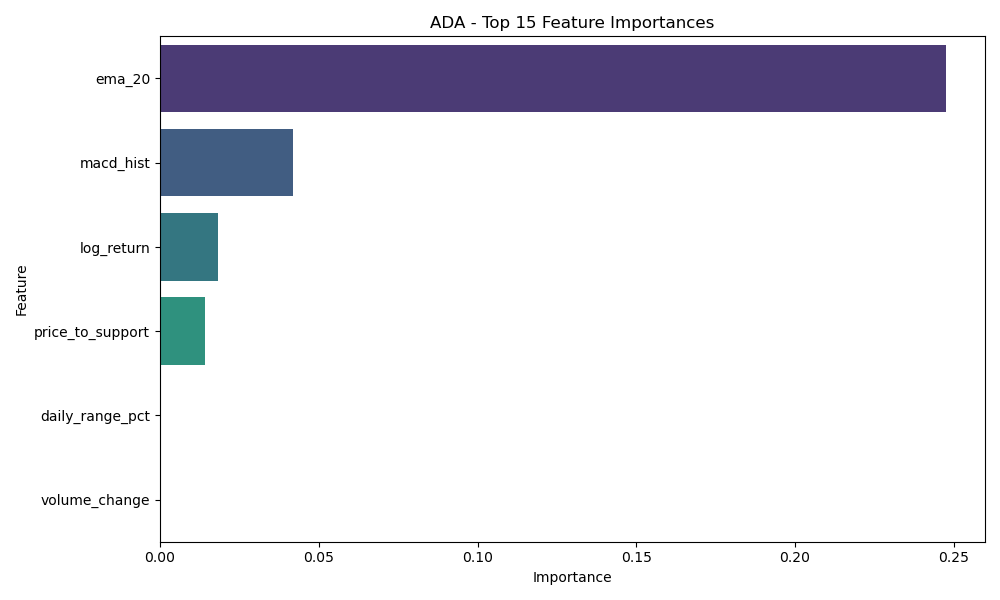 ADA - Top 15 Feature Importances
Feature
ema_20
macd_hist
log_return
price_to_support
daily_range_pct
volume_change
0.00 0.05 0.10 0.15 0.20 0.25
Importance